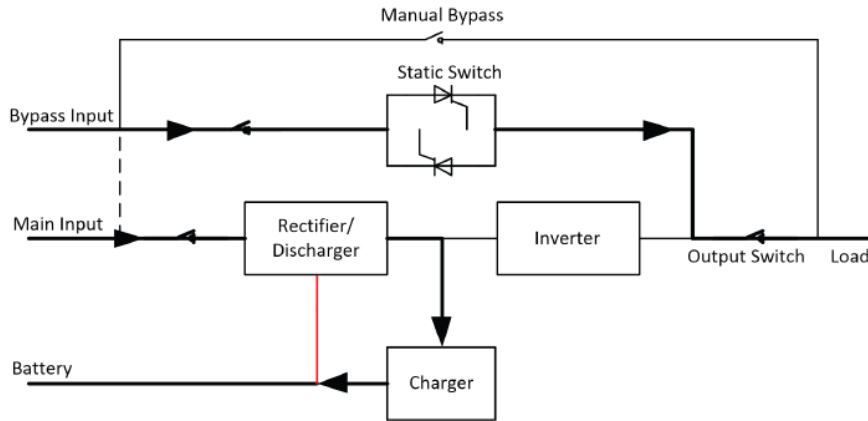 Manual Bypass
Static Switch
Bypass Input
Main Input
Rectifier/
Discharger
Inverter
Output Switch
Load
Battery
Charger